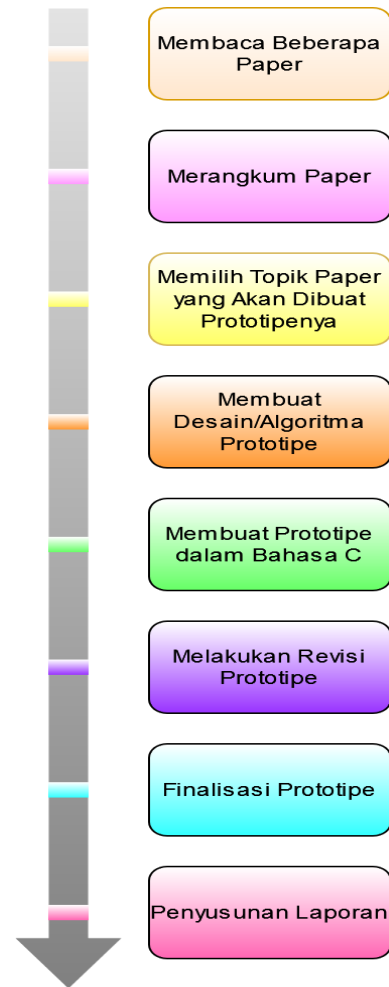 Membaca Beberapa
Paper
Merangkum Paper
Memilih Topik Paper
yang Akan Dibuat
Prototipenya
Membuat
Desain/Algoritma
Prototipe
Membuat Prototipe
dalam Bahasa C
Melakukan Revisi
Prototipe
Finalisasi Prototipe
Penyusunan Laporan